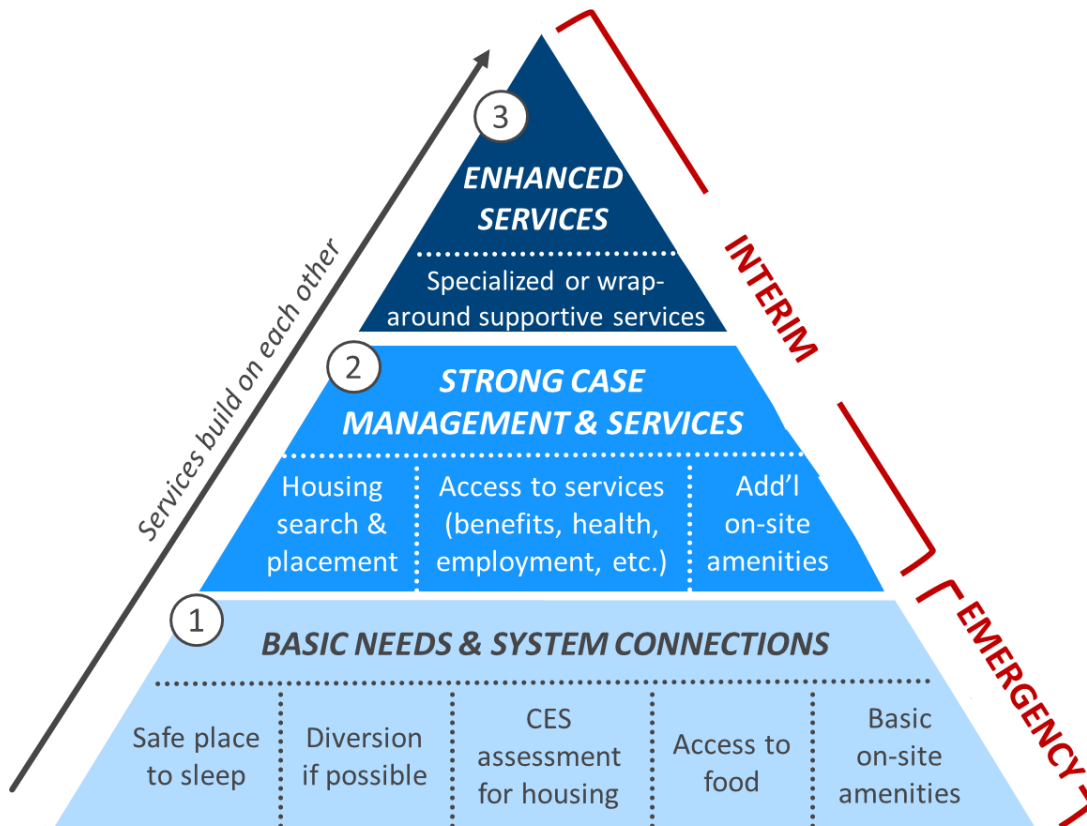 3
ENHANCED
SERVICES
Specialized or wrap-
around supportive services
2
STRONG CASE
MANAGEMENT & SERVICES
Housing
search &
placement
Access to services
(benefits, health,
employment, etc.)
Add'l
on-site
amenities
1
BASIC NEEDS & SYSTEM CONNECTIONS
Safe place
to sleep
Diversion
if possible
CES
assessment
for housing
Access to
food
Basic
on-site
amenities
Services build on each other
INTERIM
EMERGENCY